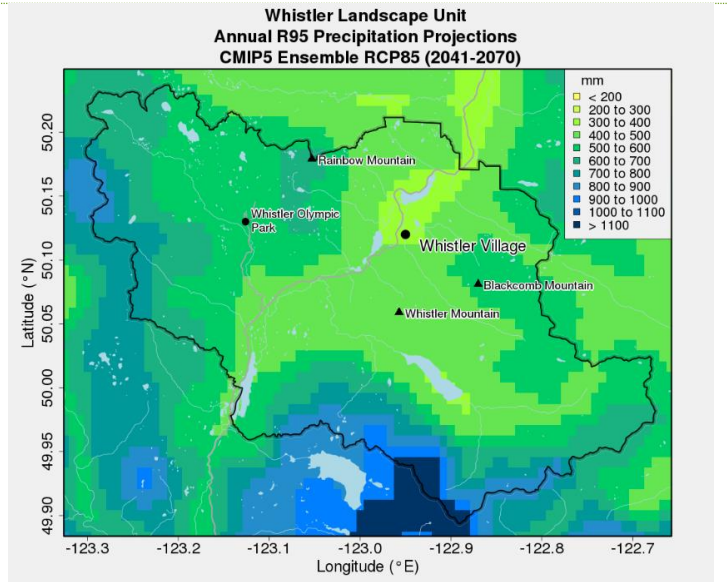 Whistler Landscape Unit
Annual R95 Precipitation Projections
CMIP5 Ensemble RCP85 (2041-2070)
mm
< 200
200 to 300
300 to 400
400 to 500
500 to 600
600 to 700
700 to 800
800 to 900
900 to 1000
1000 to 1100
> 1100
Rainbow Mountain
Whistler Olympic
Park
Whistler Village
Blackcomb Mountain
Whistler Mountain
Latitude (°N)
50.20
50.15
50.10
50.05
50.00
49.95
49.90
-123.3
-123.2
-123.1
-123.0
-122.9
-122.8
-122.7
Longitude (°E)